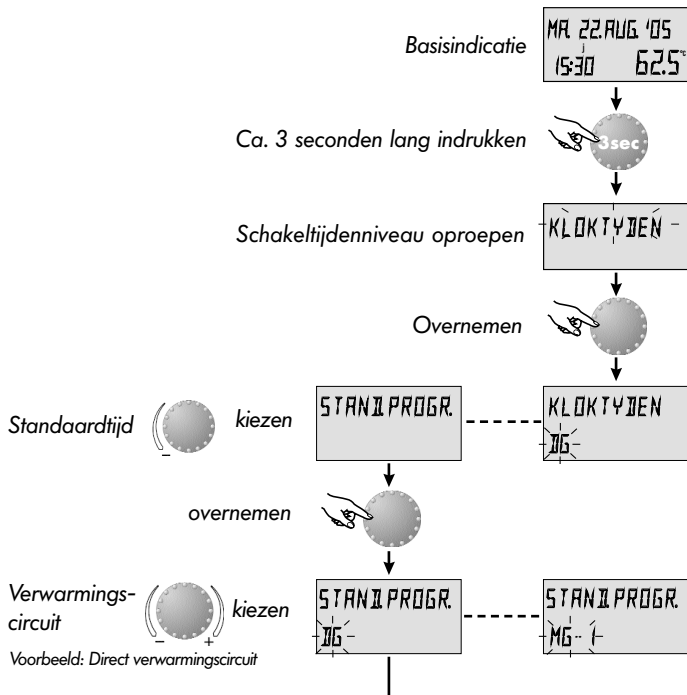 Basisindicatie
MA. 22.AUG. '05
15:30 62.5°c
Ca. 3 seconden lang indrukken
3sec
Schakeltijdenniveau oproepen
KLOKTYDEN
Overnemen
Standaardtijd
-
kiezen
STAND.PROGR.
KLOKTYDEN
DG
overnemen
Verwarmings-
circuit
- +
kiezen
Voorbeeld: Direct verwarmingscircuit
STAND.PROGR.
DG
STAND.PROGR.
MG-1